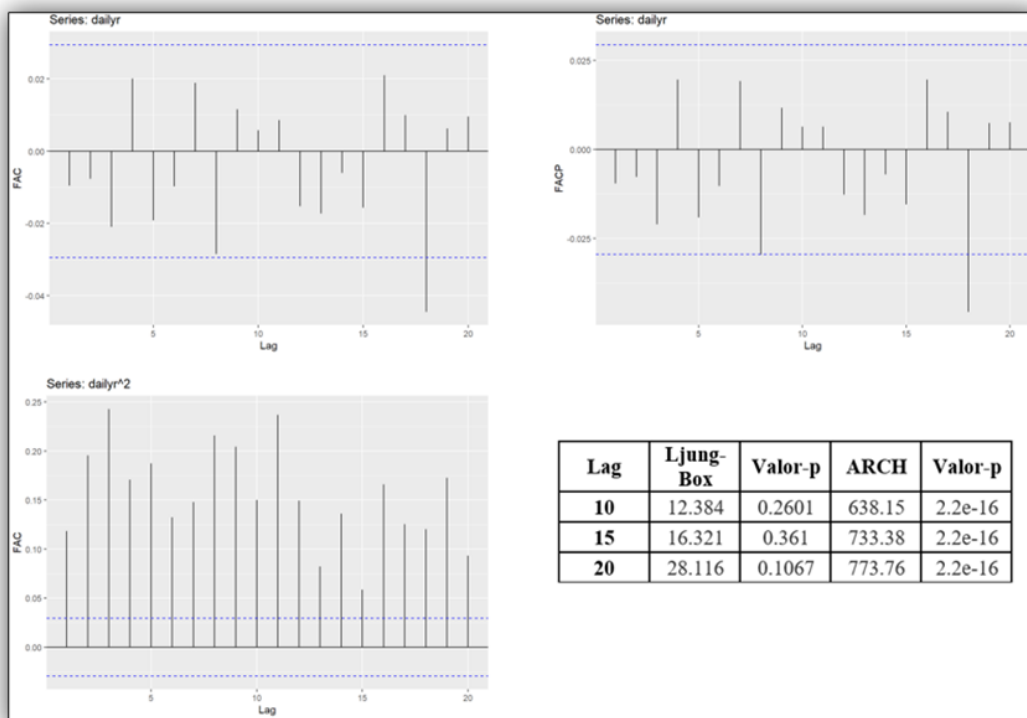 Series: dailyr
FAC
0.02
0.00
-0.02
-0.04
5
10
15
20
Lag
Series: dailyr
FACP
0.025
0.000
-0.025
5
10
15
20
Lag
Series: dailyr^2
FAC
0.25
0.20
0.15
0.10
0.05
0.00
5
10
15
20
Lag
Lag Ljung-Box Valor-p ARCH Valor-p
10 12.384 0.2601 638.15 2.2e-16
15 16.321 0.361 733.38 2.2e-16
20 28.116 0.1067 773.76 2.2e-16